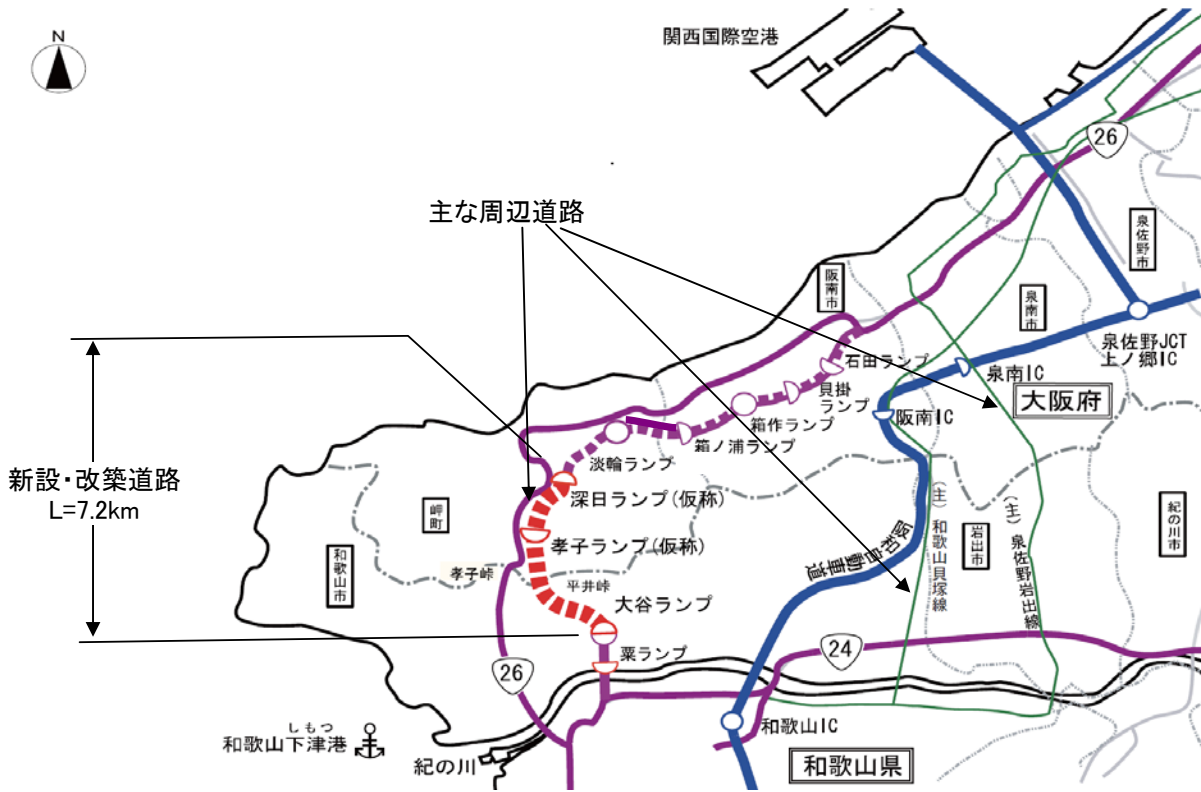 N
関西国際空港
26
主な周辺道路
泉佐野市
阪南市
泉南市
泉佐野JCT
上ノ郷IC
石田ランプ
泉南IC
貝掛
ランプ
大阪府
箱作ランプ
阪南IC
箱ノ浦ランプ
淡輪ランプ
新設・改築道路
L=7.2km
深日ランプ(仮称)
岬町
孝子ランプ(仮称)
(主)和歌山貝塚線
岩出市
(主)泉佐野岩出線
紀の川市
阪和自動車道
和歌山市
孝子峠
平井峠
大谷ランプ
粟ランプ
24
26
しもつ
和歌山下津港
紀の川
和歌山IC
和歌山県